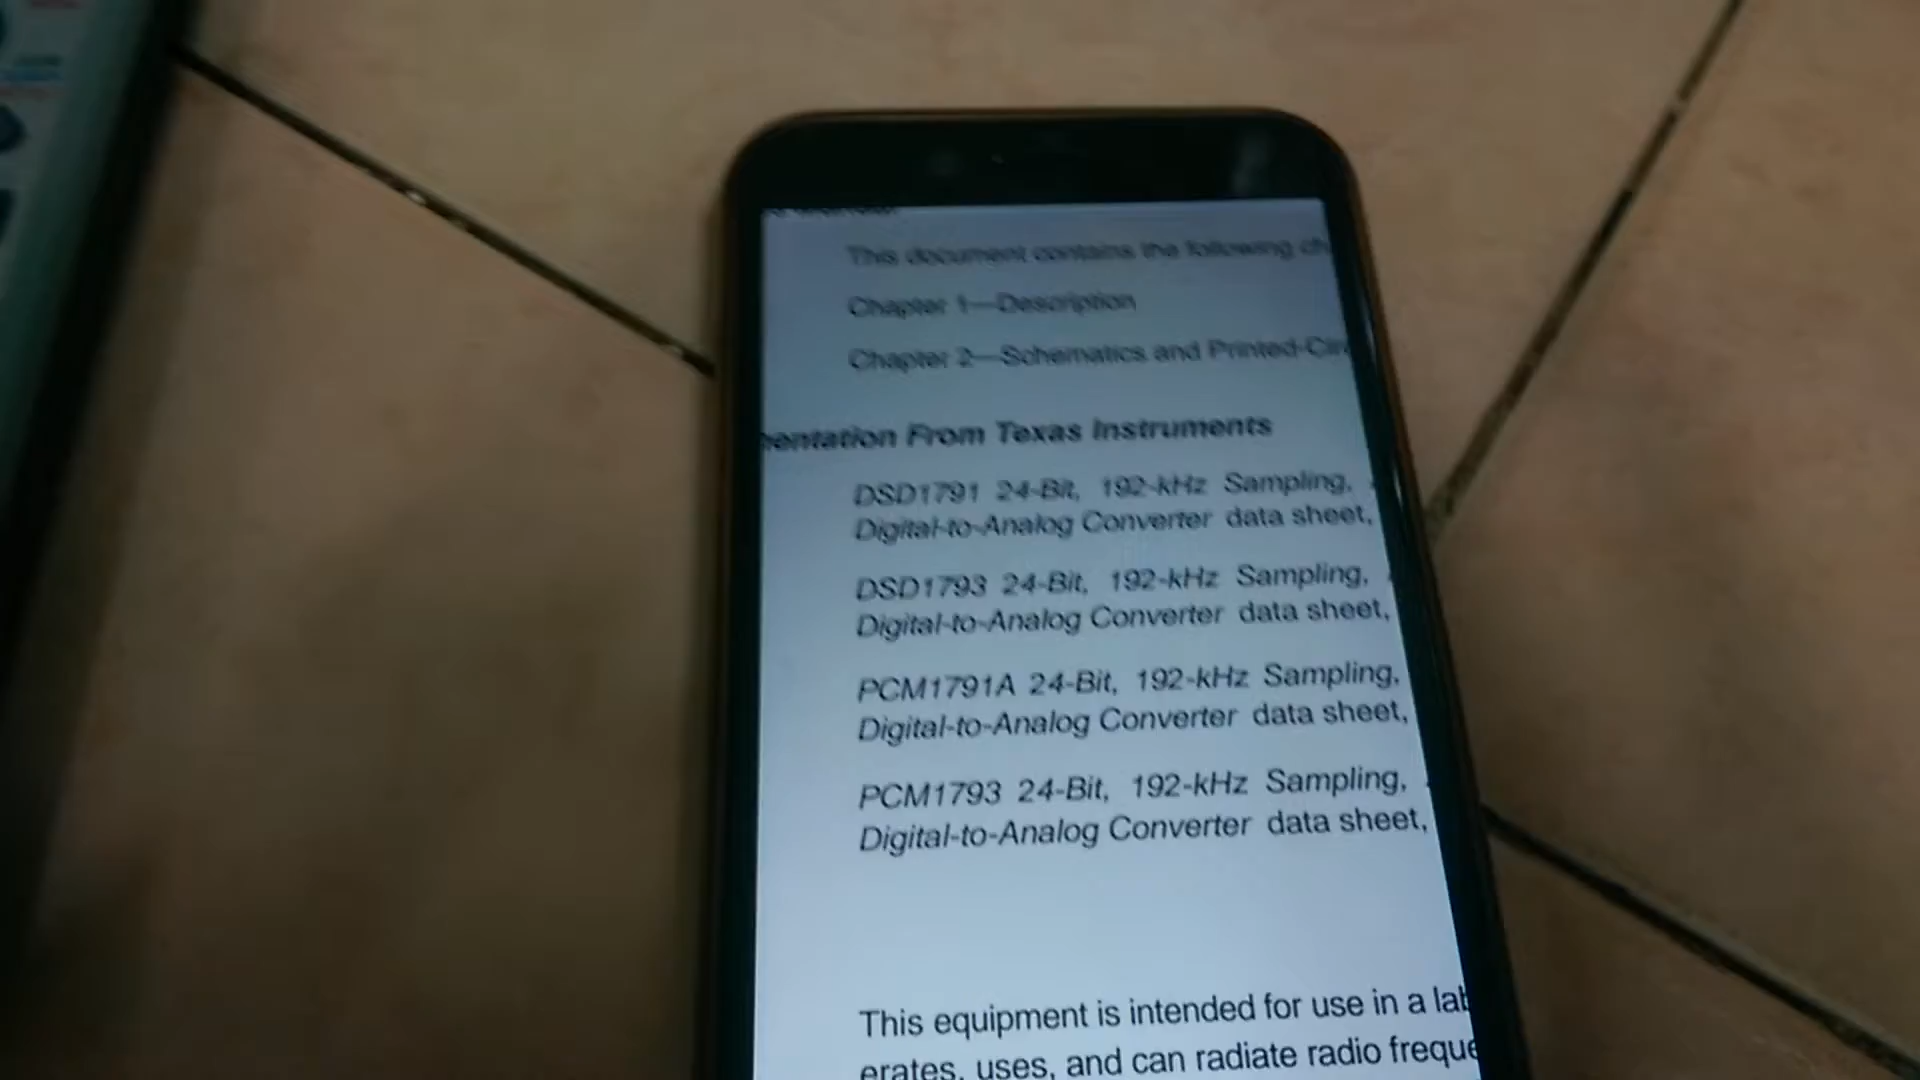 This document contains the following ch
Chapter 1—Description
Chapter 2—Schematics and Printed-Cir
entation From Texas Instruments
DSD1791 24-Bit, 192-kHz Sampling,
Digital-to-Analog Converter data sheet,
DSD1793 24-Bit, 192-kHz Sampling,
Digital-to-Analog Converter data sheet,
PCM1791A 24-Bit, 192-kHz Sampling,
Digital-to-Analog Converter data sheet,
PCM1793 24-Bit, 192-kHz Sampling,
Digital-to-Analog Converter data sheet,
This equipment is intended for use in a lab
erates, uses, and can radiate radio freque